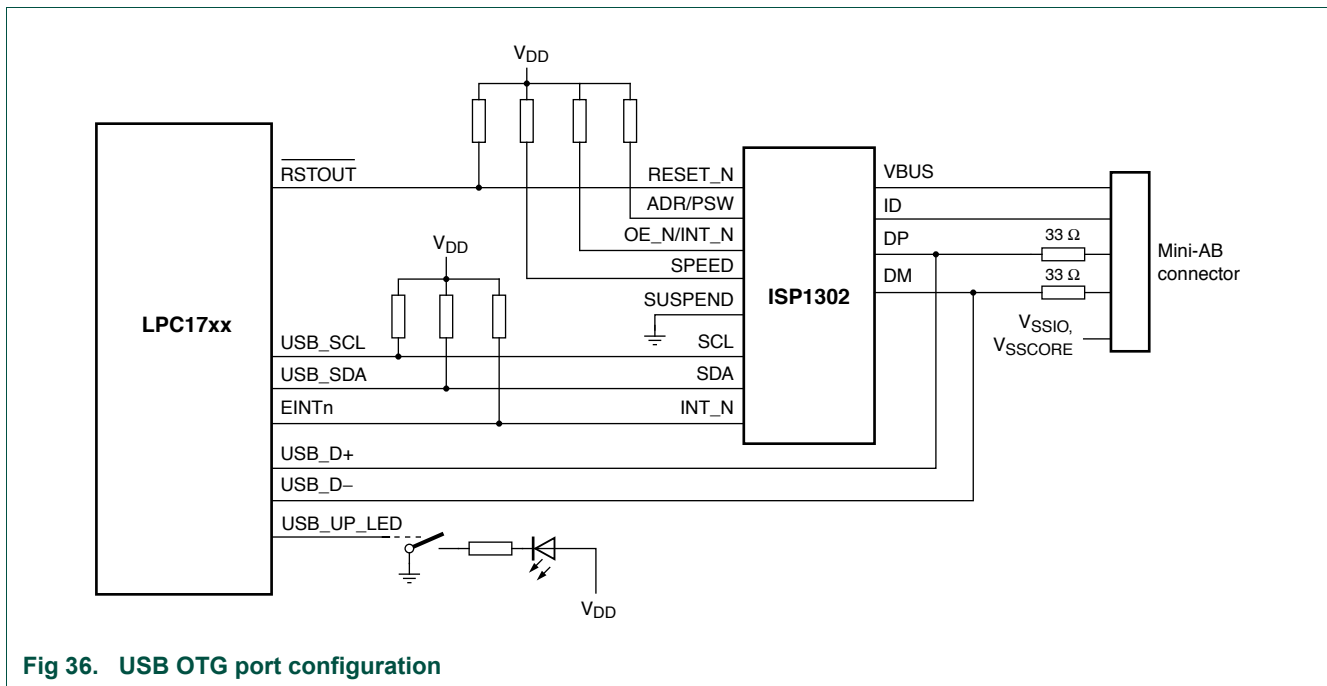 VDD
RSTOUT
RESET_N
VBUS
ADR/PSW
ID
OE_N/INT_N
DP
33 Ω
VDD
SPEED
DM
33 Ω
Mini-AB
connector
SUSPEND
ISP1302
LPC17xx
VSSIO,
VSSCORE
USB_SCL
SCL
USB_SDA
SDA
EINTn
INT_N
USB_D+
USB_D−
USB_UP_LED
VDD
Fig 36. USB OTG port configuration